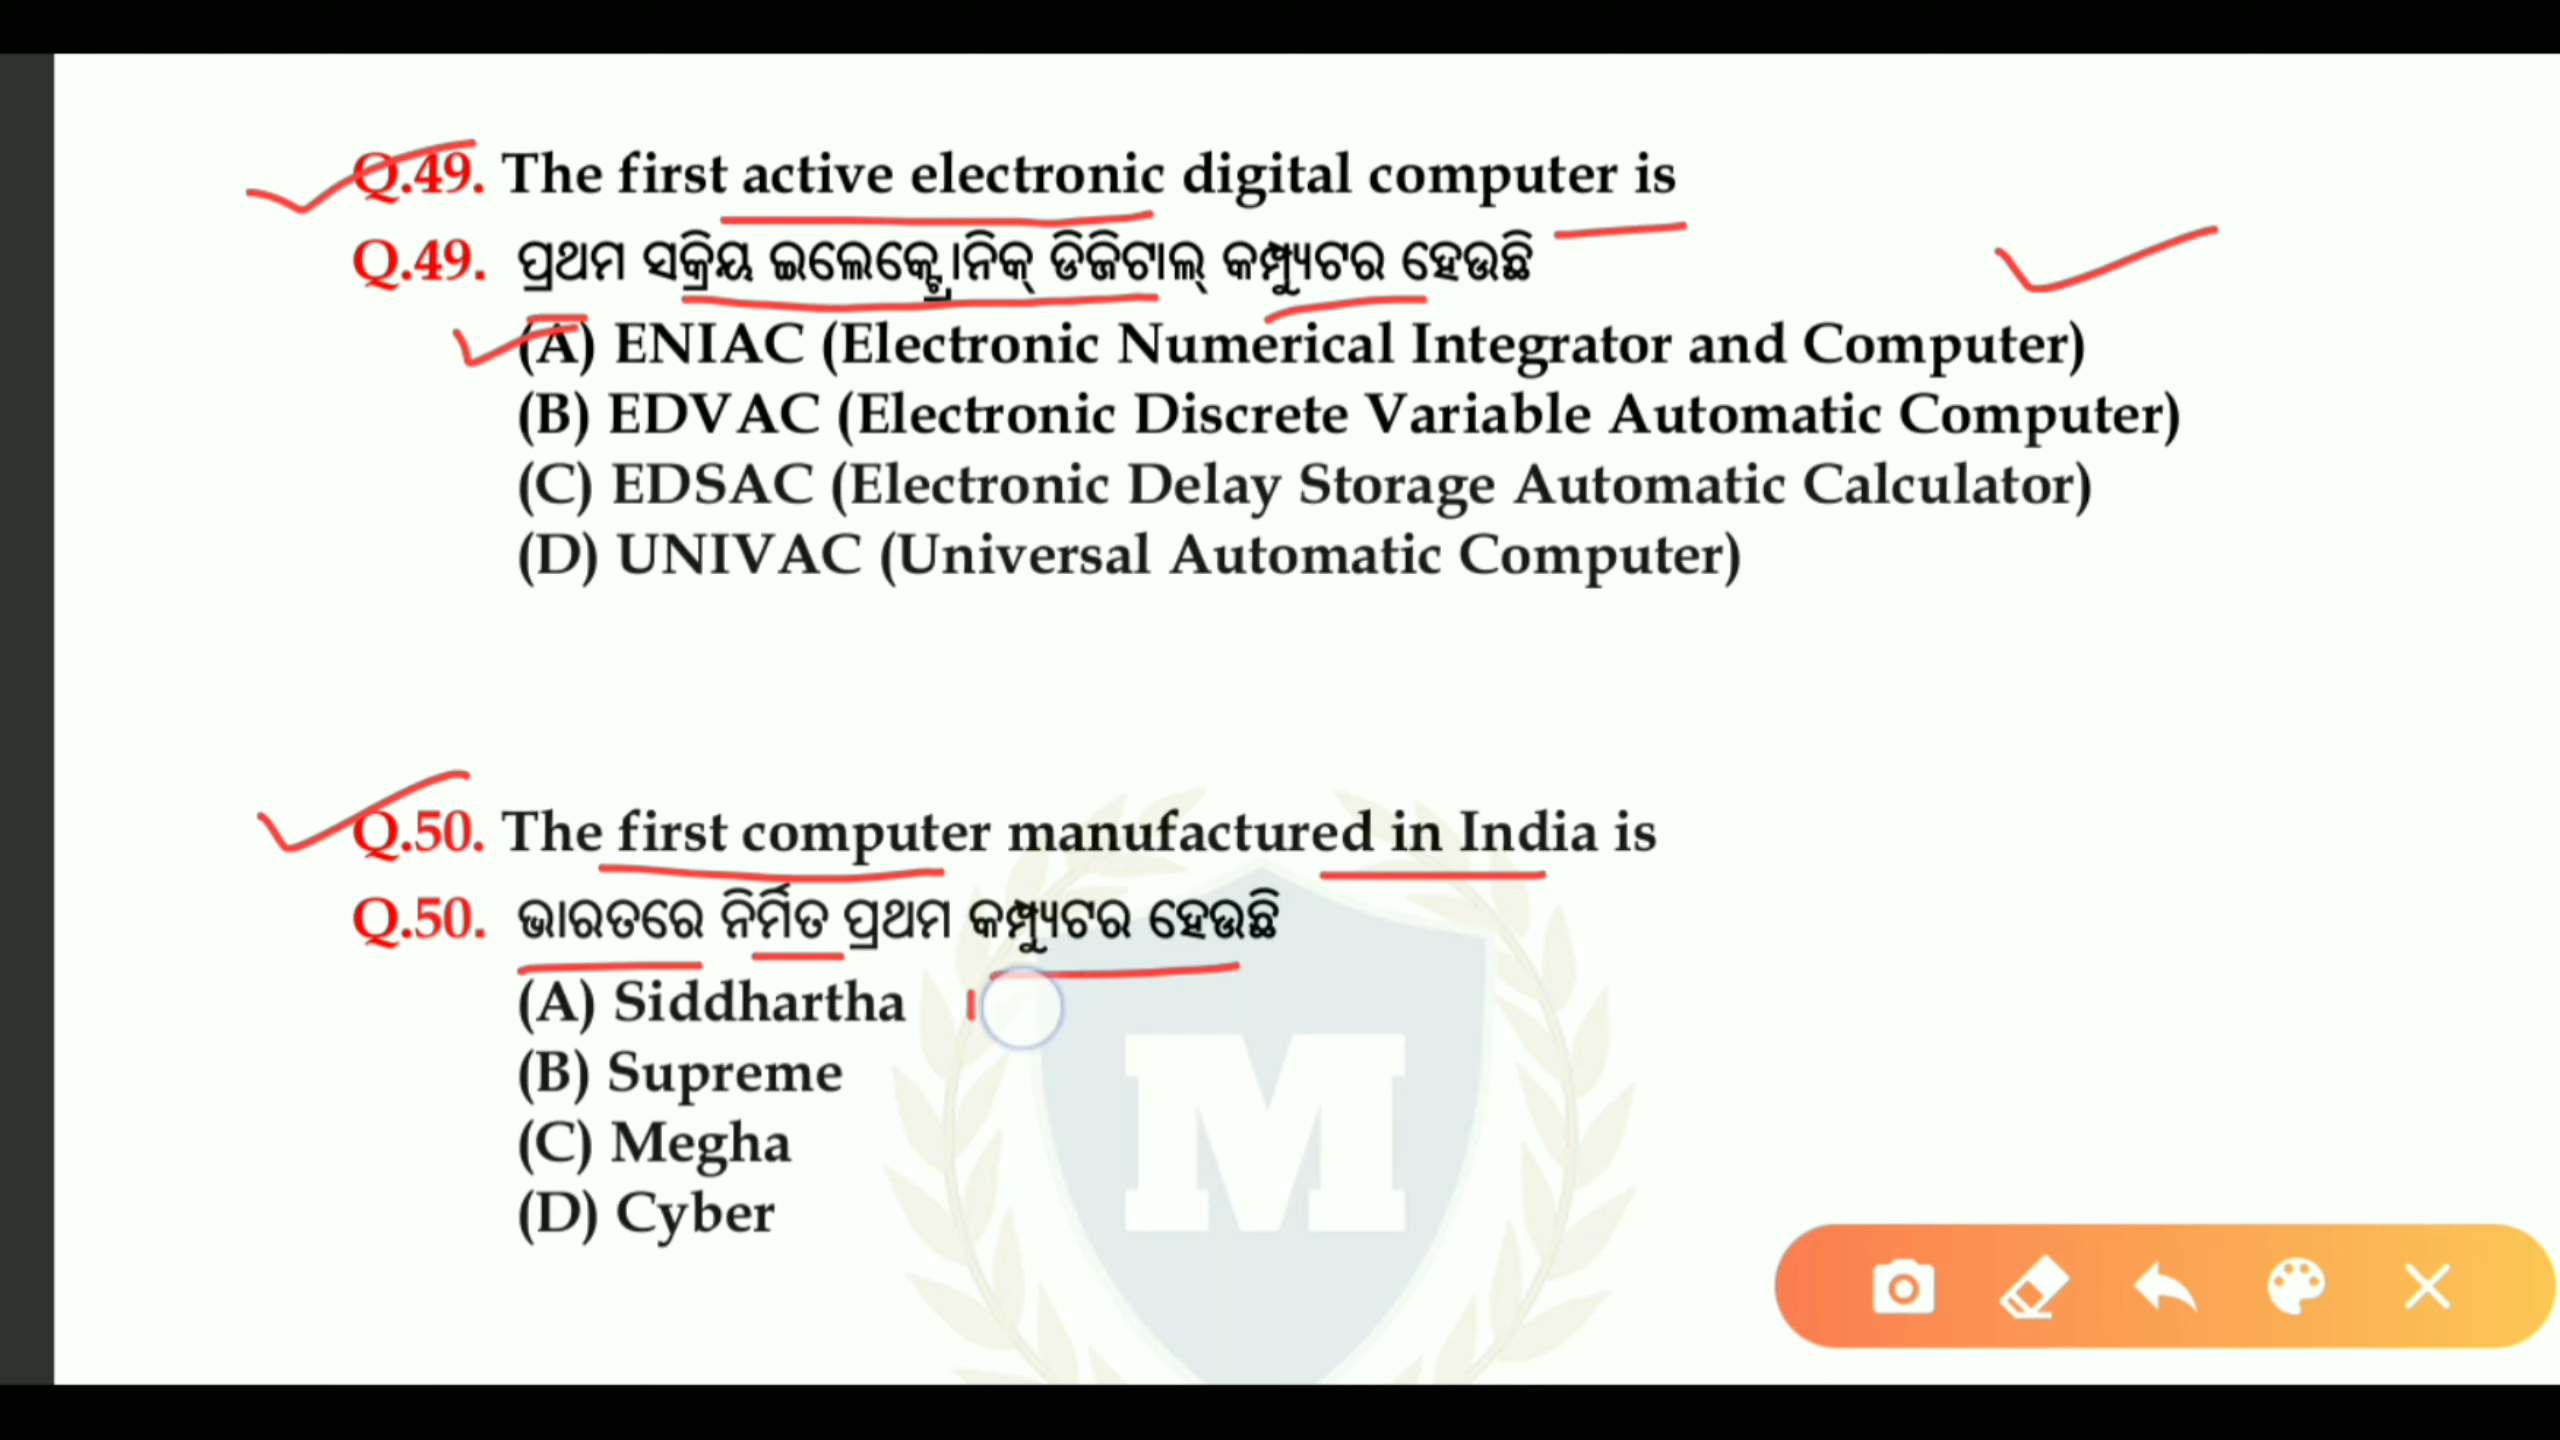 Q.49. The first active electronic digital computer is
Q.49. ପ୍ରଥମ ସକ୍ରିୟ ଇଲେକ୍ଟ୍ରୋନିକ୍ ଡିଜିଟାଲ୍ କମ୍ପ୍ୟୁଟର ହେଉଛି
(A) ENIAC (Electronic Numerical Integrator and Computer)
(B) EDVAC (Electronic Discrete Variable Automatic Computer)
(C) EDSAC (Electronic Delay Storage Automatic Calculator)
(D) UNIVAC (Universal Automatic Computer)
Q.50. The first computer manufactured in India is
Q.50. ଭାରତରେ ନିର୍ମିତ ପ୍ରଥମ କମ୍ପ୍ୟୁଟର ହେଉଛି
(A) Siddhartha
(B) Supreme
(C) Megha
(D) Cyber
M